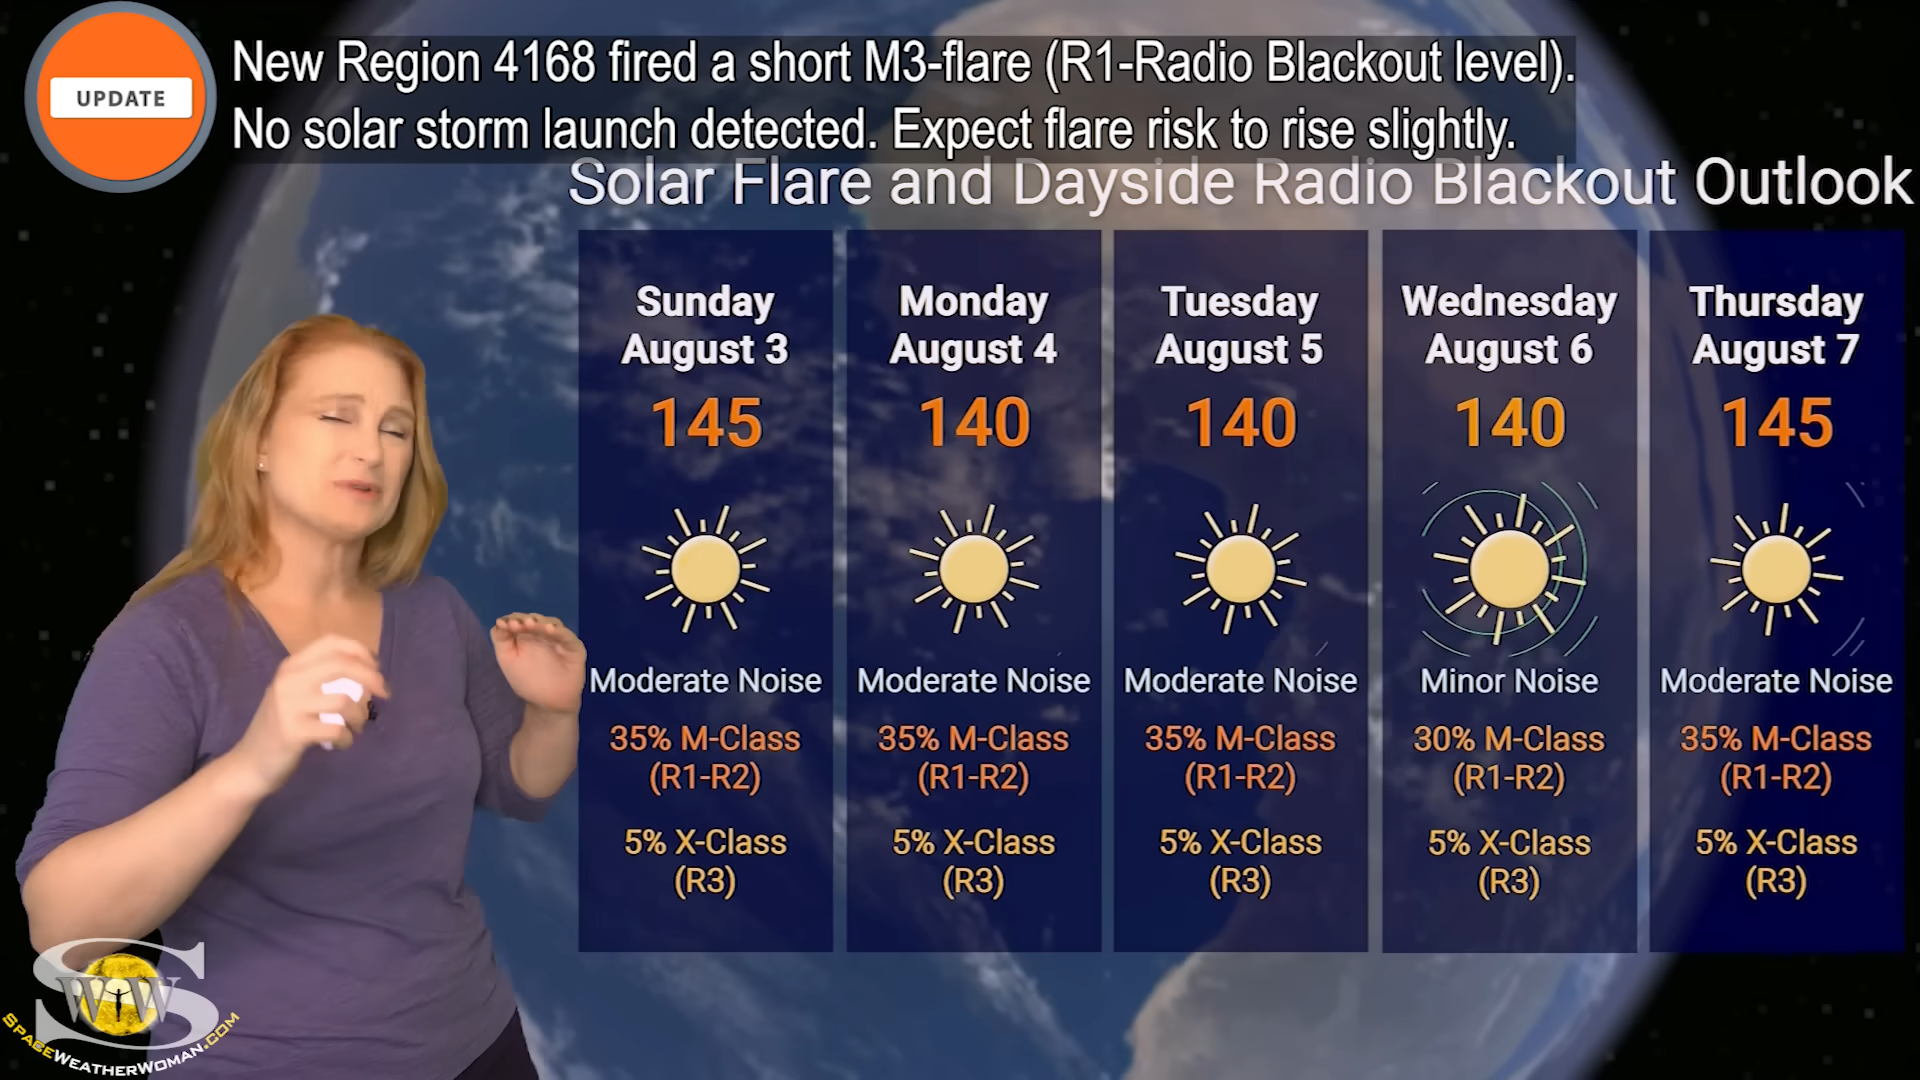 UPDATE
New Region 4168 fired a short M3-flare (R1-Radio Blackout level).
No solar storm launch detected. Expect flare risk to rise slightly.
Solar Flare and Dayside Radio Blackout Outlook
Sunday
August 3
145
Moderate Noise
35% M-Class
(R1-R2)
5% X-Class
(R3)
Monday
August 4
140
Moderate Noise
35% M-Class
(R1-R2)
5% X-Class
(R3)
Tuesday
August 5
140
Moderate Noise
35% M-Class
(R1-R2)
5% X-Class
(R3)
Wednesday
August 6
140
Minor Noise
30% M-Class
(R1-R2)
5% X-Class
(R3)
Thursday
August 7
145
Moderate Noise
35% M-Class
(R1-R2)
5% X-Class
(R3)
SWW
SPACEWEATHERWOMAN.COM